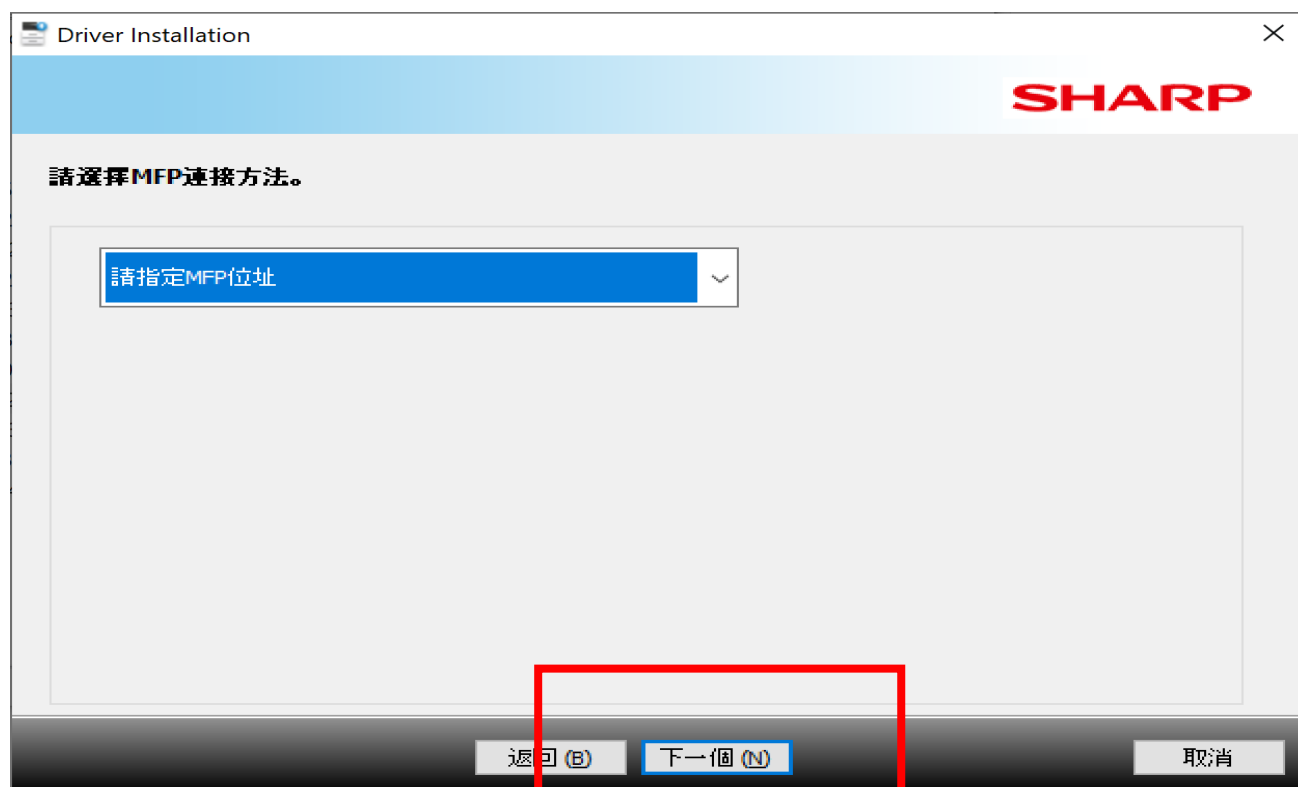 Driver Installation
SHARP
請選擇MFP連接方法。
請指定MFP位址
返回(B)
下一個(N)
取消